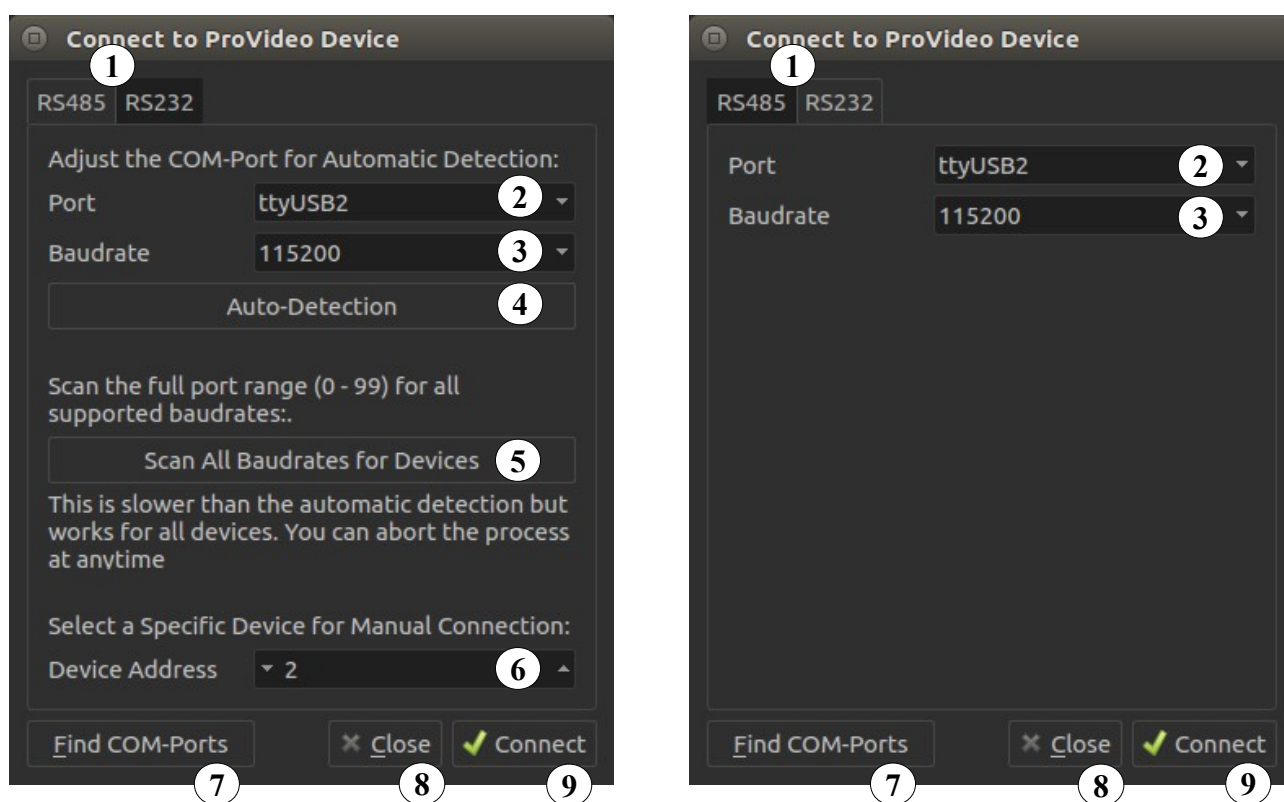 Connect to ProVideo Device
1
RS485 RS232
Adjust the COM-Port for Automatic Detection:
Port ttyUSB2 2
Baudrate 115200 3
Auto-Detection 4
Scan the full port range (0 - 99) for all
supported baudrates:.
Scan All Baudrates for Devices 5
This is slower than the automatic detection but
works for all devices. You can abort the process
at anytime
Select a Specific Device for Manual Connection:
Device Address 2 6
Find COM-Ports Close Connect
7 8 9
Connect to ProVideo Device
1
RS485 RS232
Port ttyUSB2 2
Baudrate 115200 3
Find COM-Ports Close Connect
7 8 9